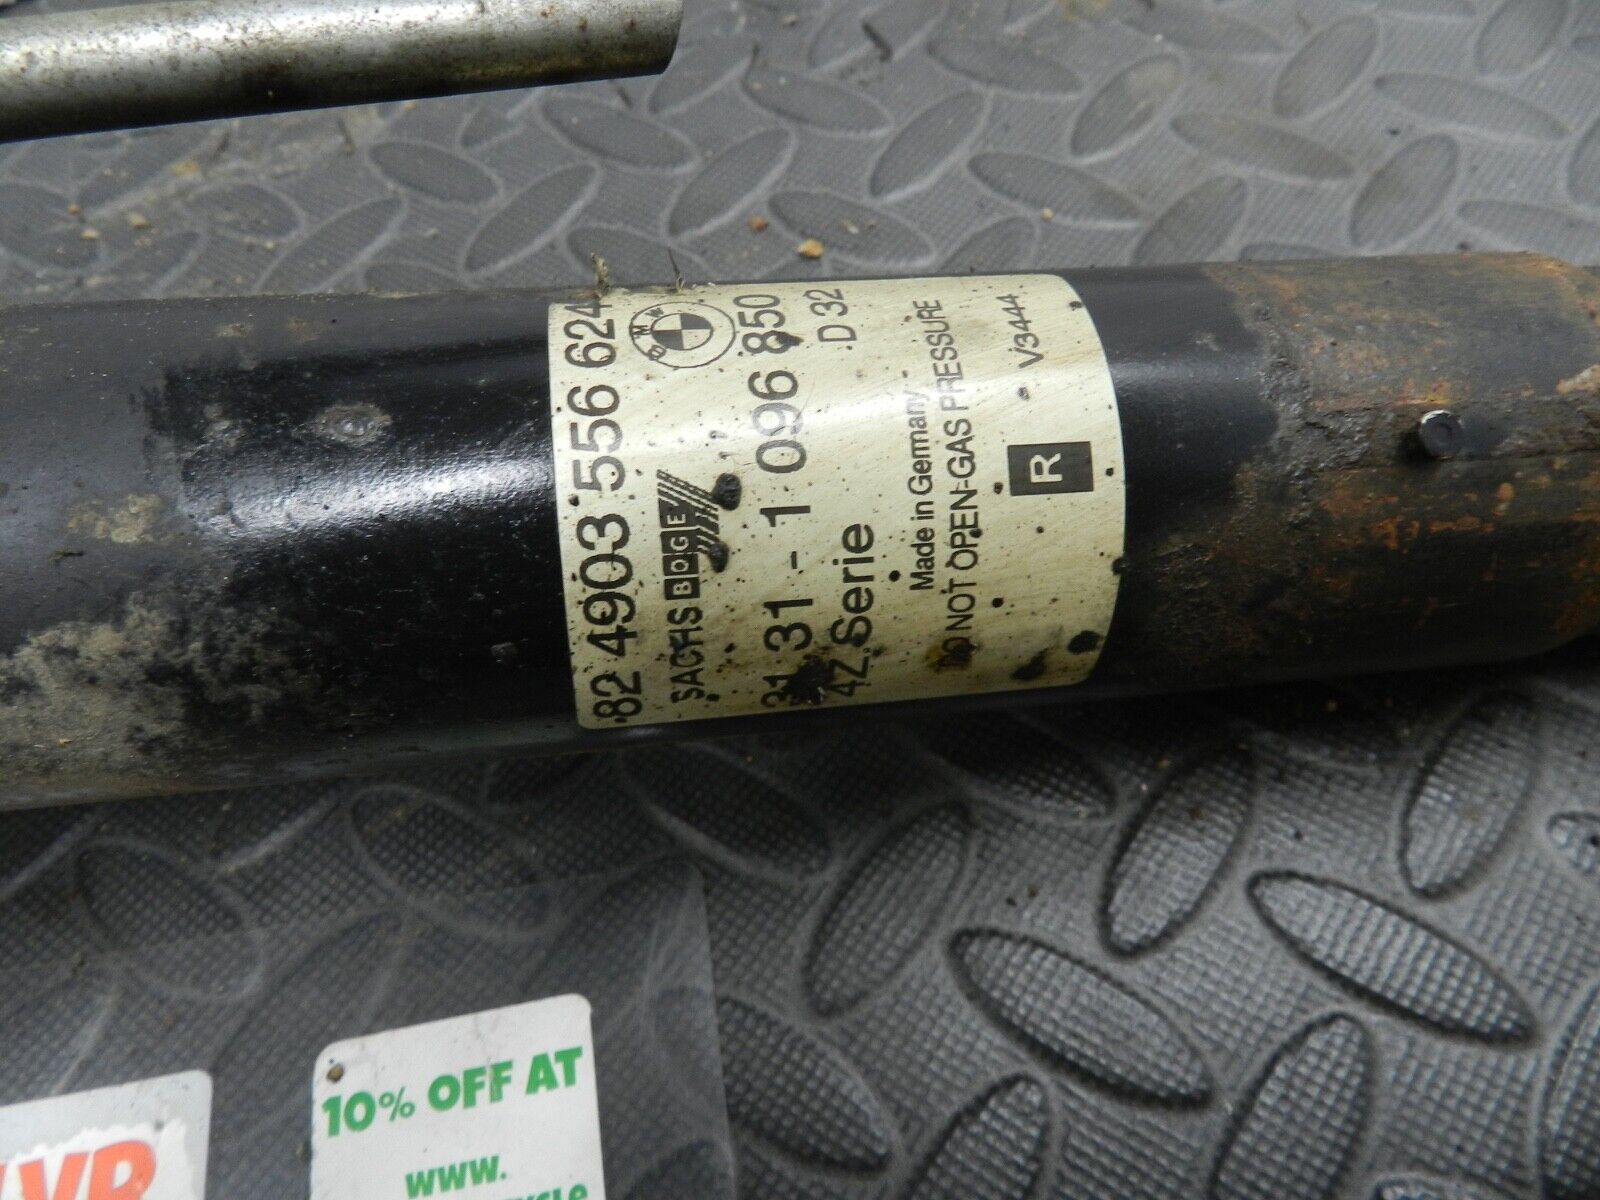 82 4903 556 624
SACHS BOGE BMW
31 31 - 1 096 850
4Z.Serie D 32
Made in Germany
DO NOT OPEN-GAS PRESSURE
R V3444
10% OFF AT
www.